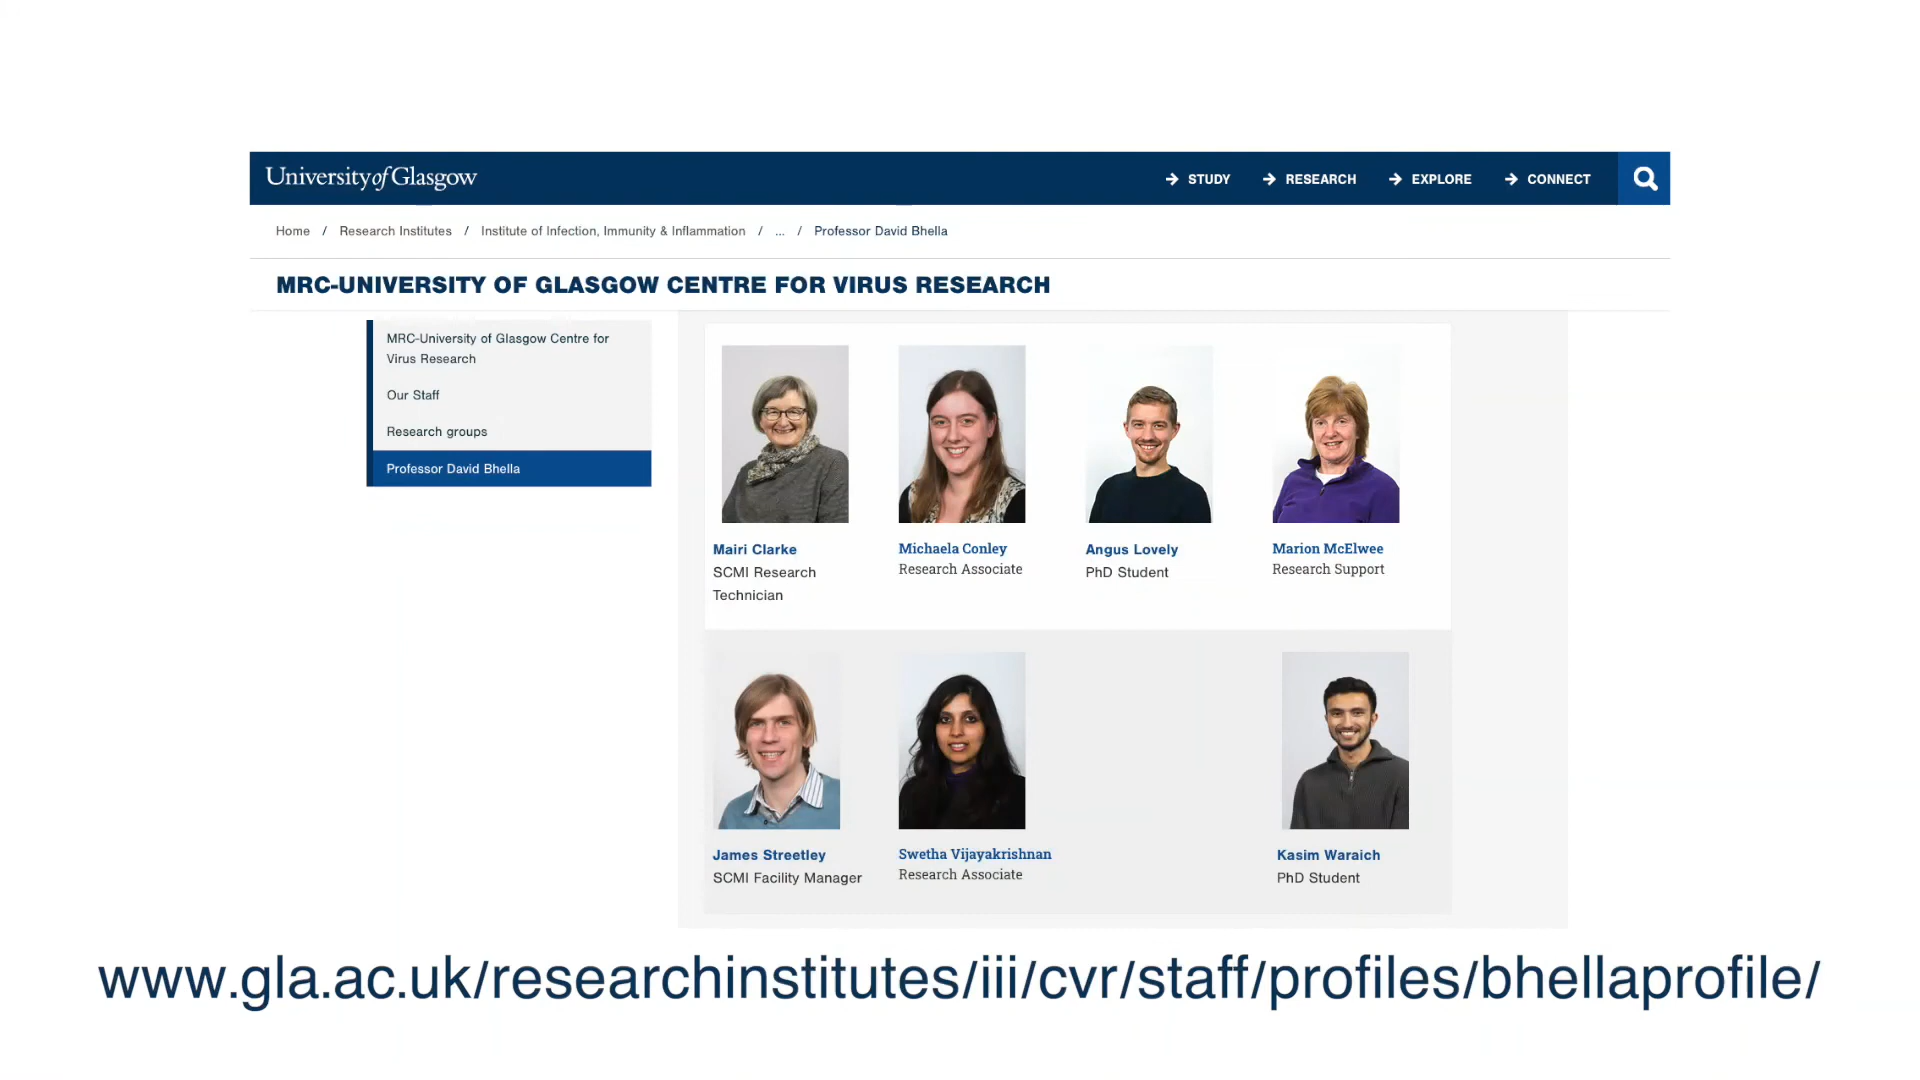 University of Glasgow
STUDY
RESEARCH
EXPLORE
CONNECT
Home / Research Institutes / Institute of Infection, Immunity & Inflammation / ... / Professor David Bhella
MRC-UNIVERSITY OF GLASGOW CENTRE FOR VIRUS RESEARCH
MRC-University of Glasgow Centre for
Virus Research
Our Staff
Research groups
Professor David Bhella
Mairi Clarke
SCMI Research
Technician
Michaela Conley
Research Associate
Angus Lovely
PhD Student
Marion McElwee
Research Support
James Streetley
SCMI Facility Manager
Swetha Vijayakrishnan
Research Associate
Kasim Waraich
PhD Student
www.gla.ac.uk/researchinstitutes/iii/cvr/staff/profiles/bhellaprofile/